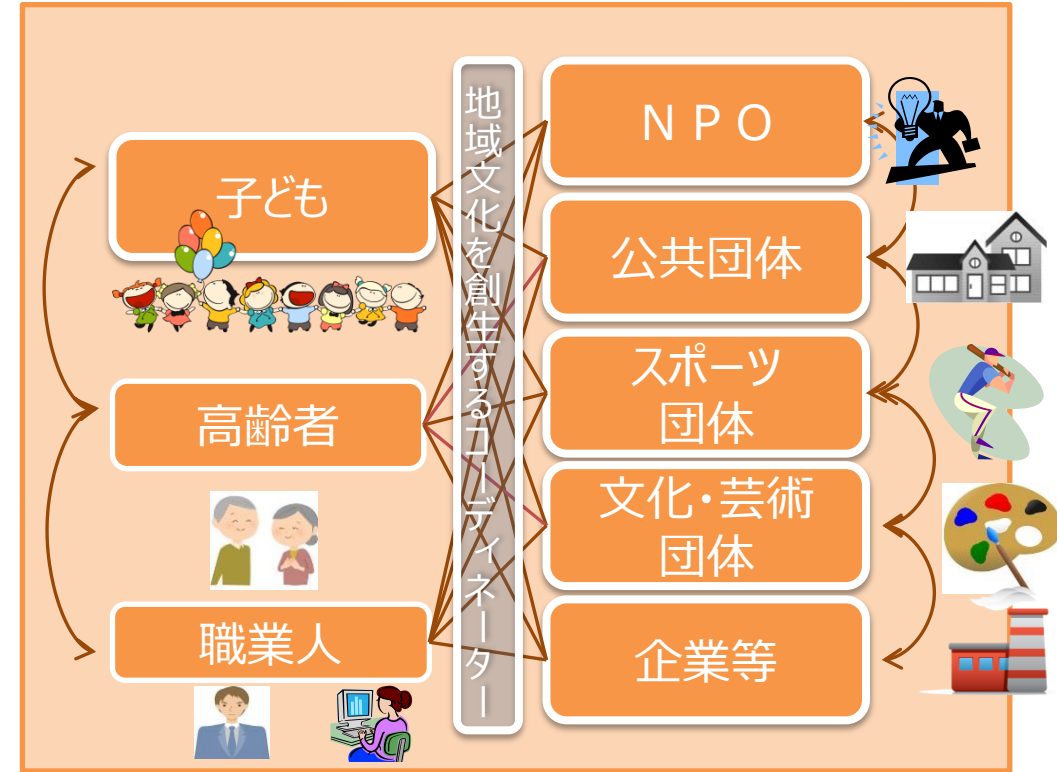 子ども
高齢者
職業人
地域文化を創生するコーディネーター
ＮＰＯ
公共団体
スポーツ
団体
文化・芸術
団体
企業等